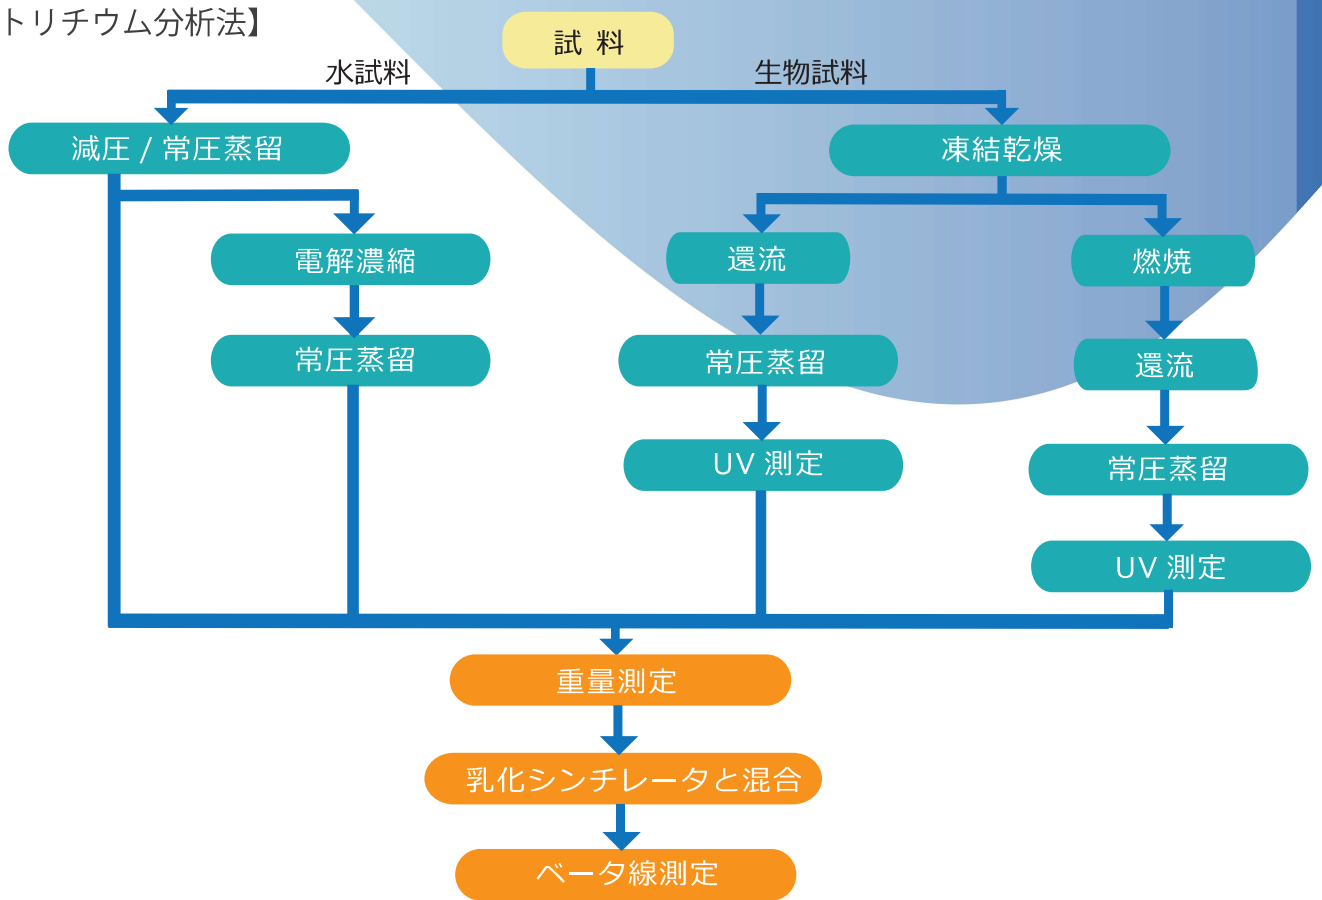 トリチウム分析法】
試 料
水試料
生物試料
減圧 / 常圧蒸留
凍結乾燥
電解濃縮
還流
燃焼
常圧蒸留
常圧蒸留
還流
UV 測定
常圧蒸留
UV 測定
重量測定
乳化シンチレータと混合
ベータ線測定